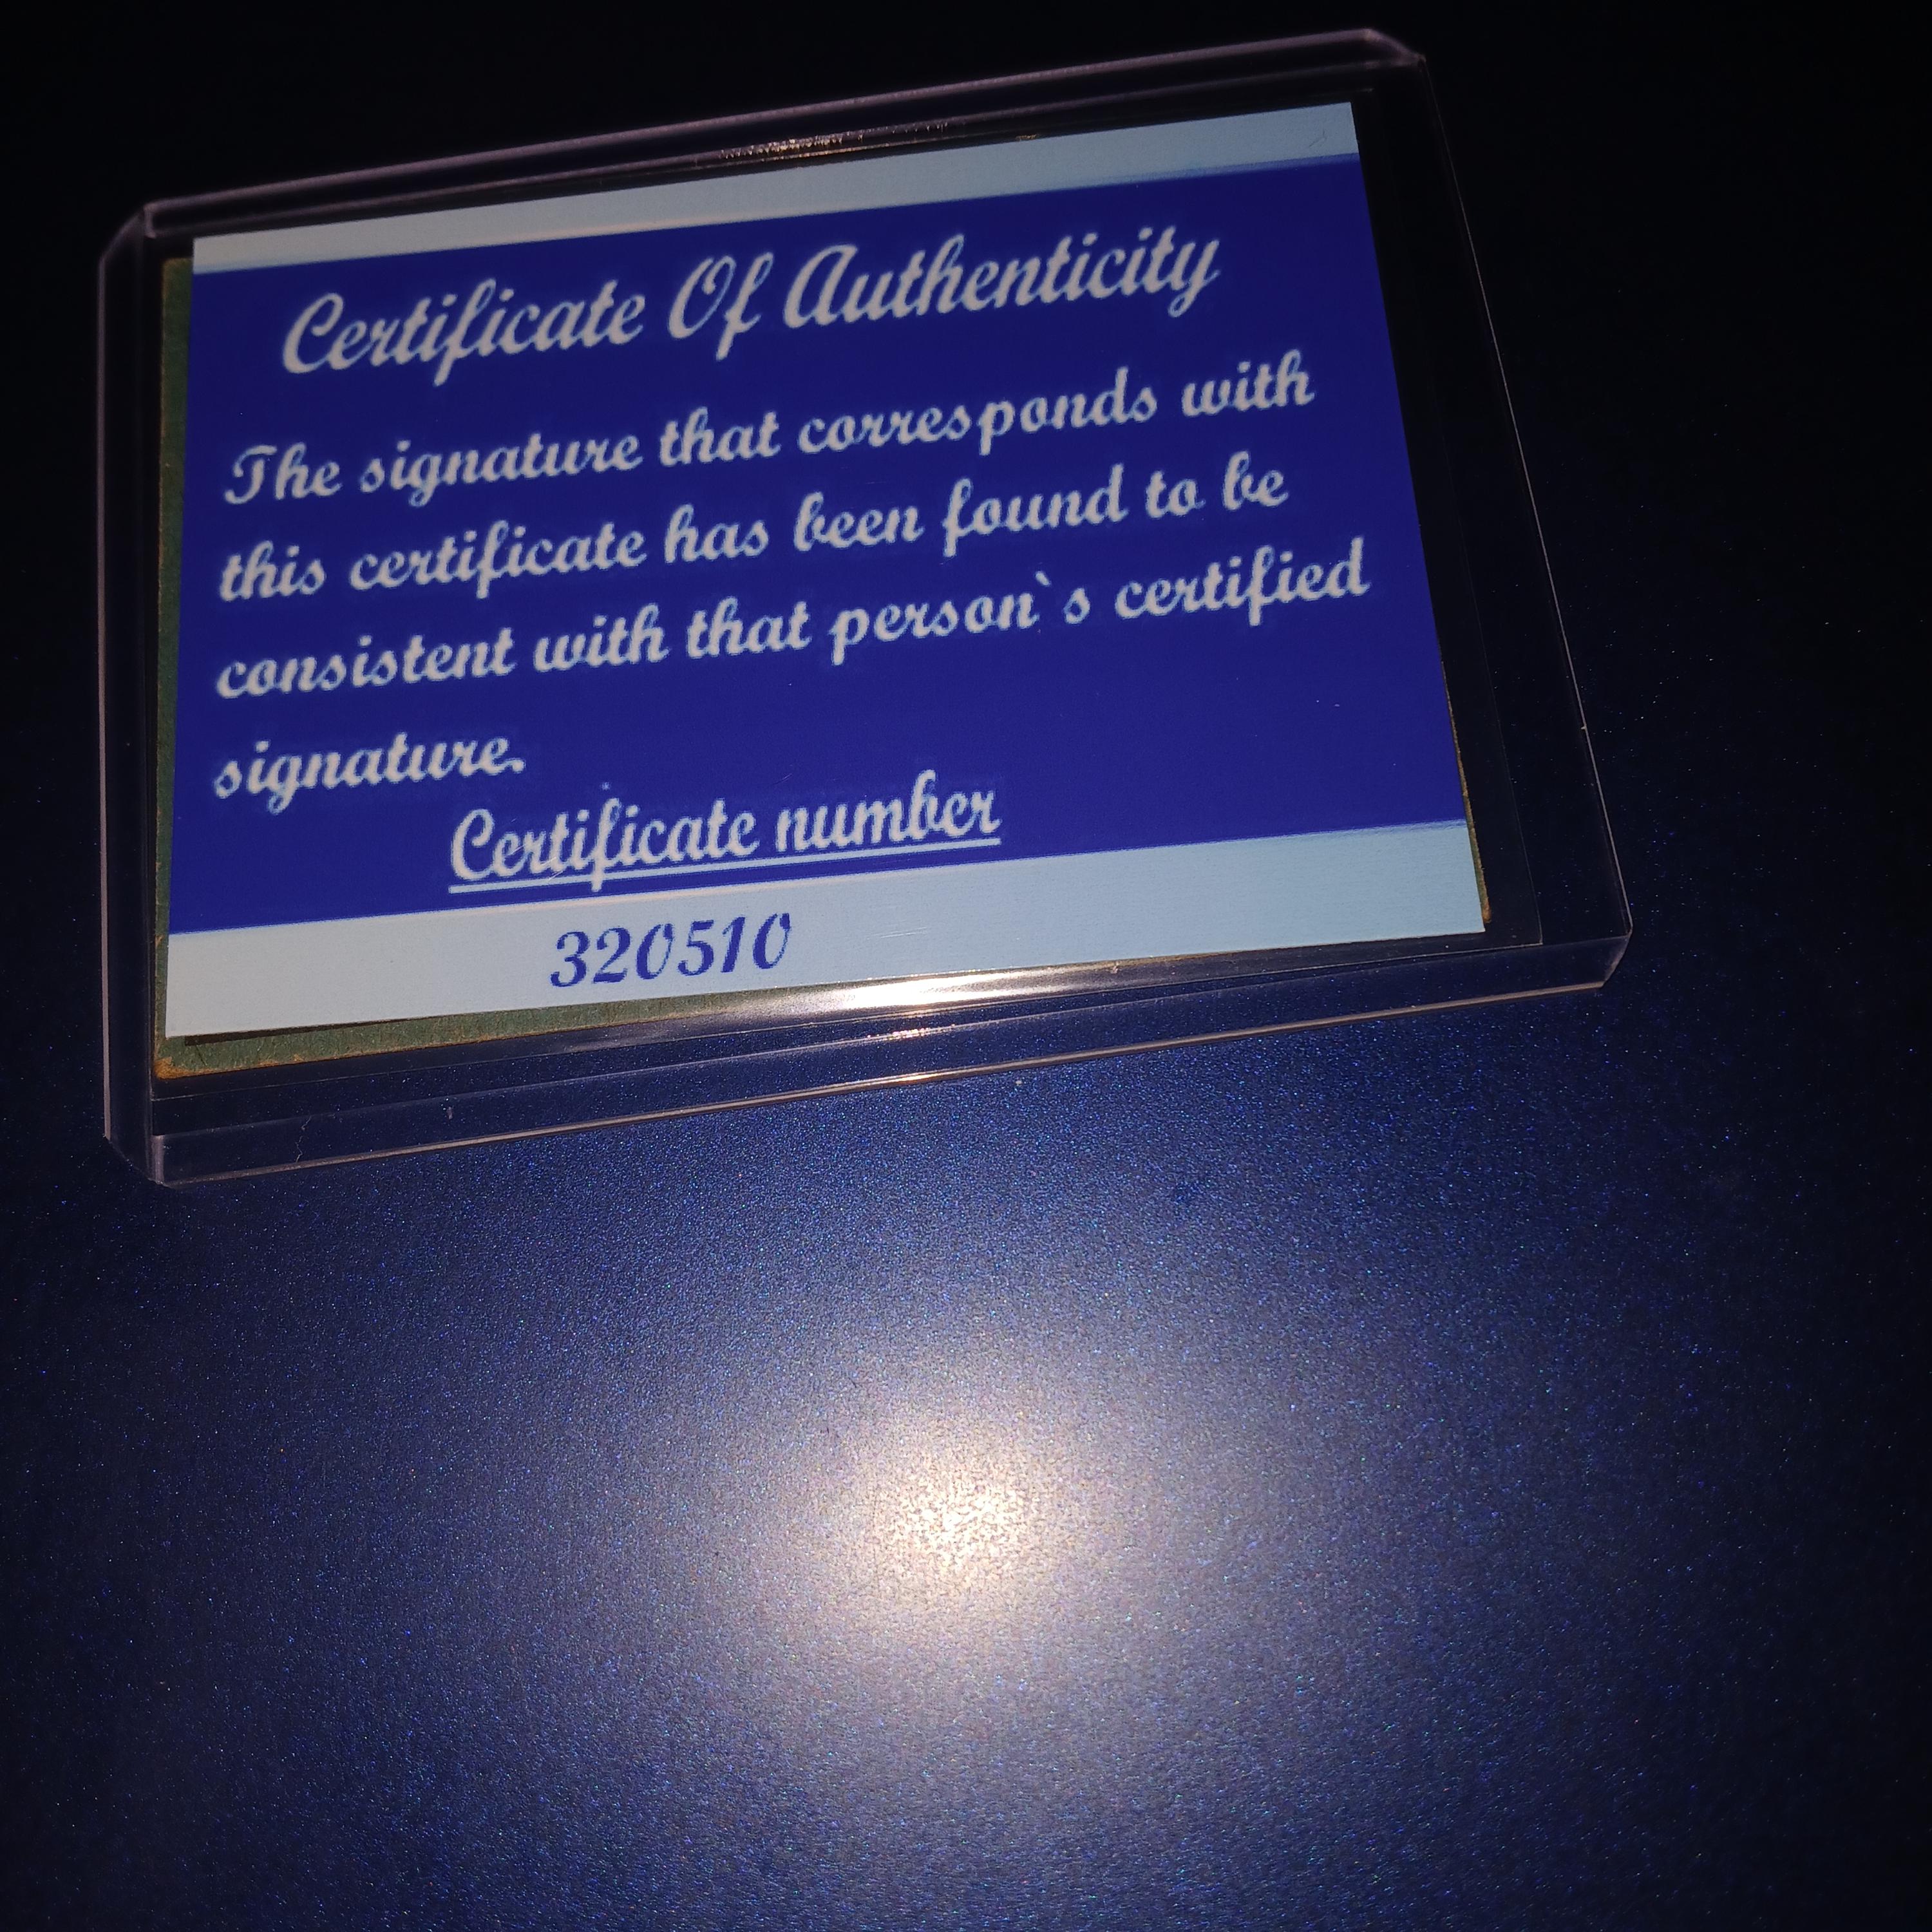 Certificate Of Authenticity
The signature that corresponds with
this certificate has been found to be
consistent with that person`s certified
signature.
Certificate number
320510